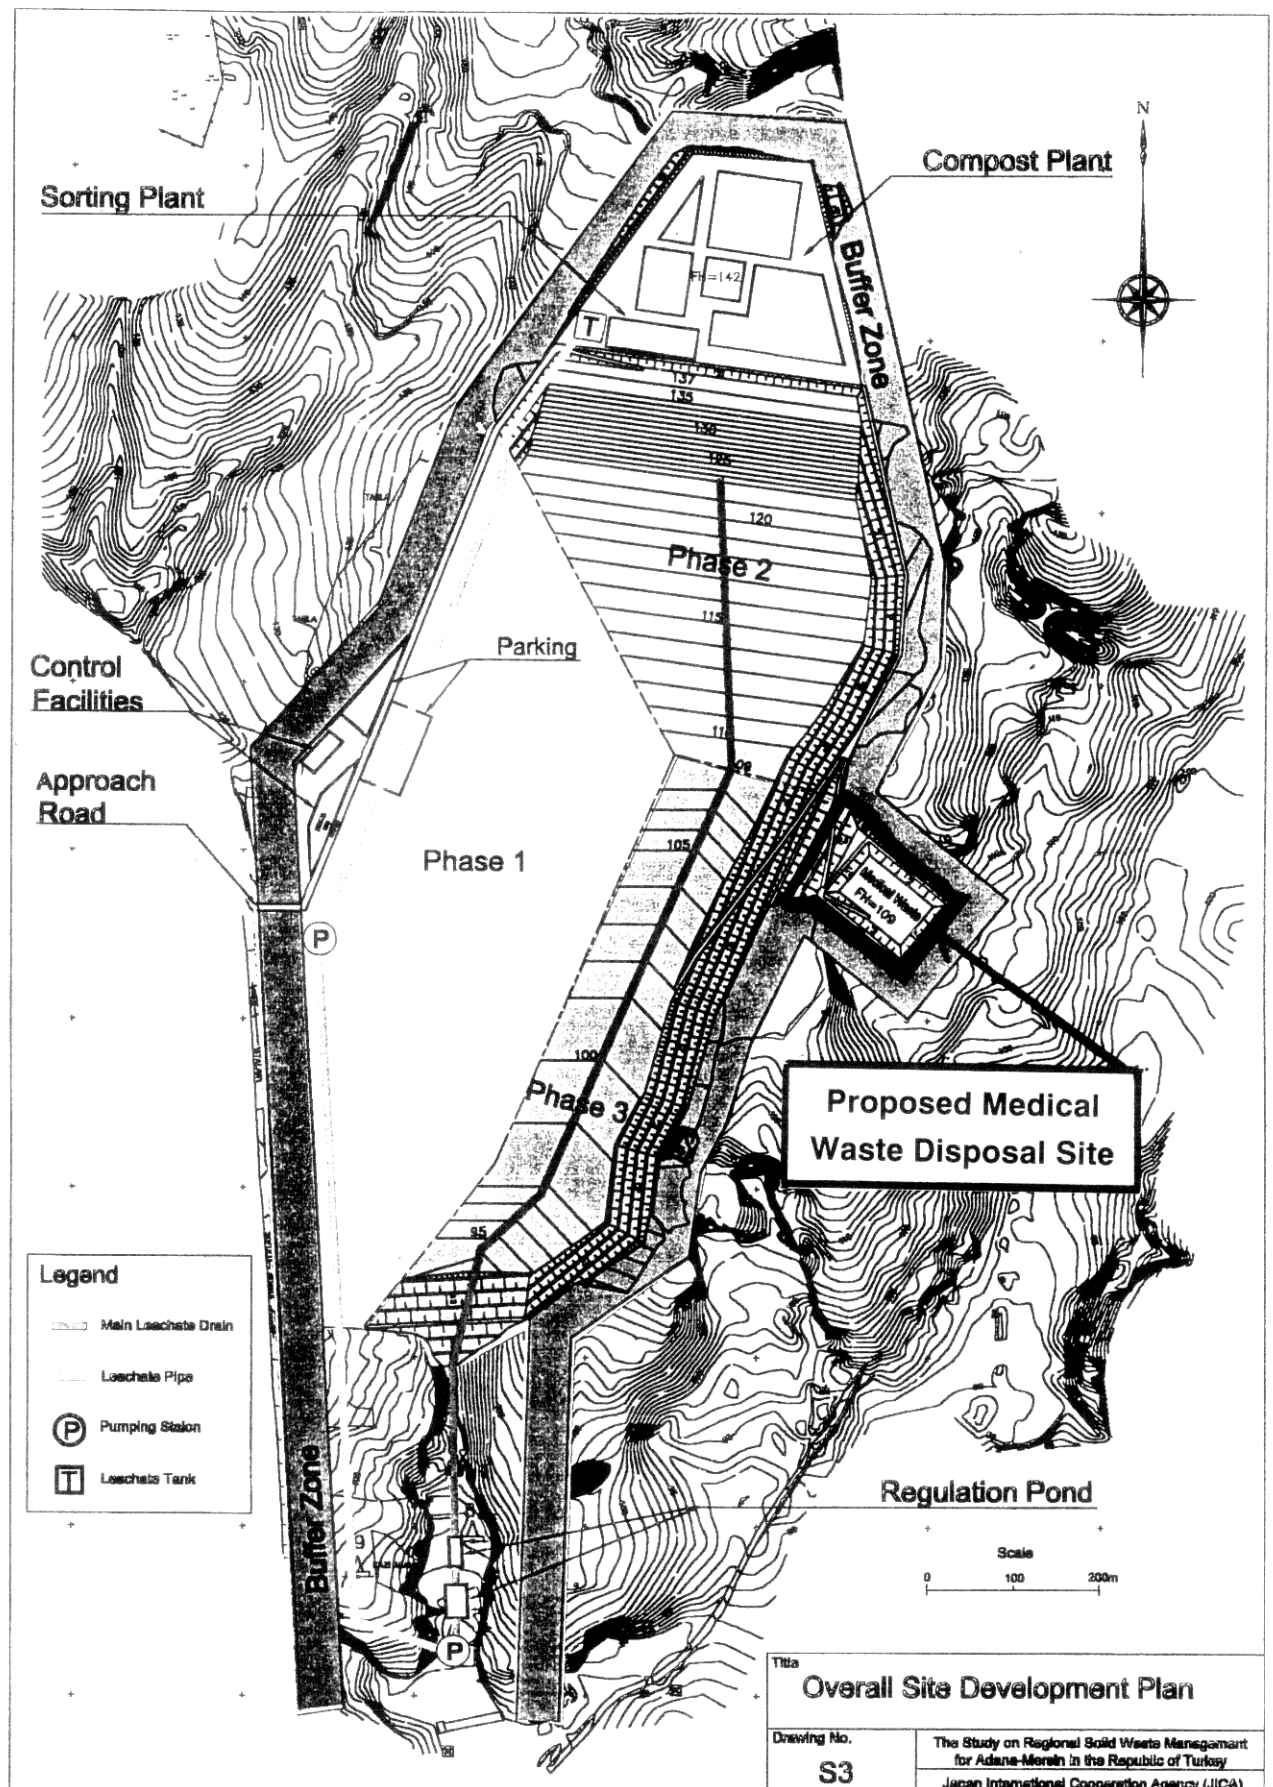 N
Compost Plant
Sorting Plant
Buffer Zone
FH=142
T
137
135
130
125
120
Phase 2
115
110
Parking
Control
Facilities
Approach
Road
105
Phase 1
Medical Waste
FH=109
P
100
Phase 3
Proposed Medical
Waste Disposal Site
95
Legend
Main Leachate Drain
Leachate Pipe
P
Pumping Station
T
Leachate Tank
Buffer Zone
Regulation Pond
P
Scale
0 100 200m
Title
Overall Site Development Plan
Drawing No.
S3
The Study on Regional Solid Waste Management
for Adana-Mersin in the Republic of Turkey
Japan International Cooperation Agency (JICA)